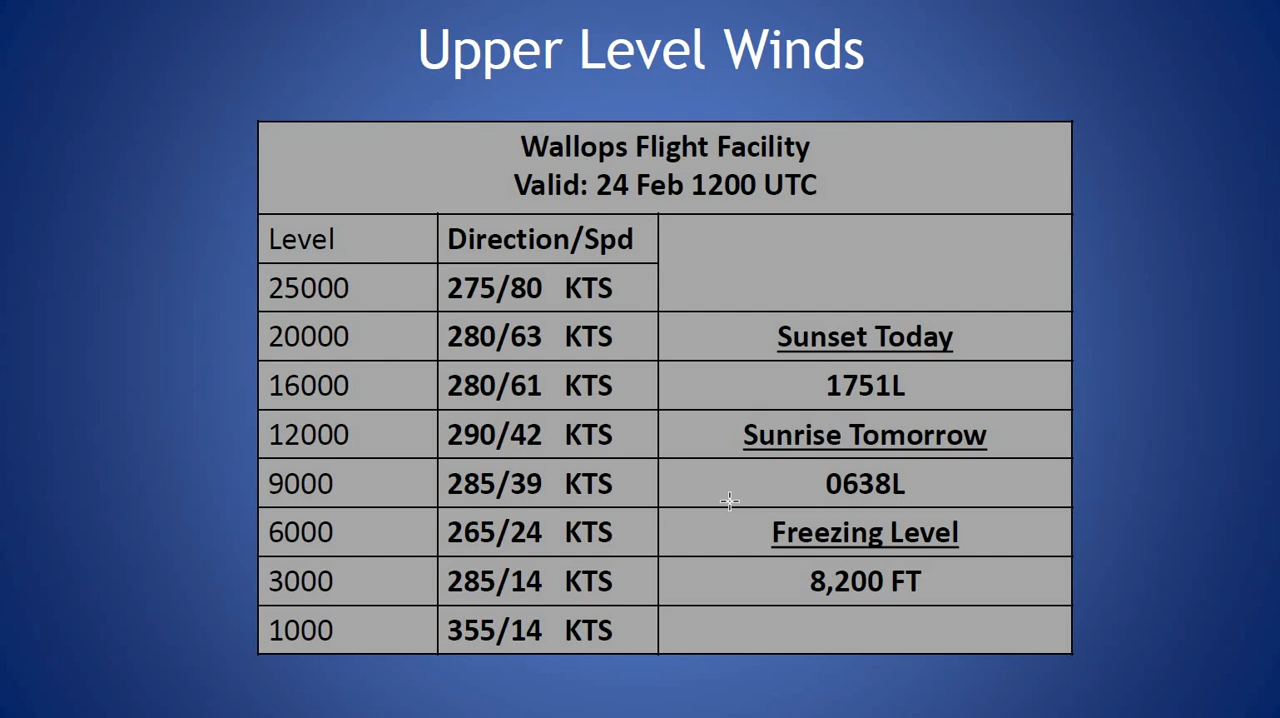 Upper Level Winds
Wallops Flight Facility
Valid: 24 Feb 1200 UTC
Level Direction/Spd
25000 275/80 KTS
20000 280/63 KTS Sunset Today
16000 280/61 KTS 1751L
12000 290/42 KTS Sunrise Tomorrow
9000 285/39 KTS 0638L
6000 265/24 KTS Freezing Level
3000 285/14 KTS 8,200 FT
1000 355/14 KTS